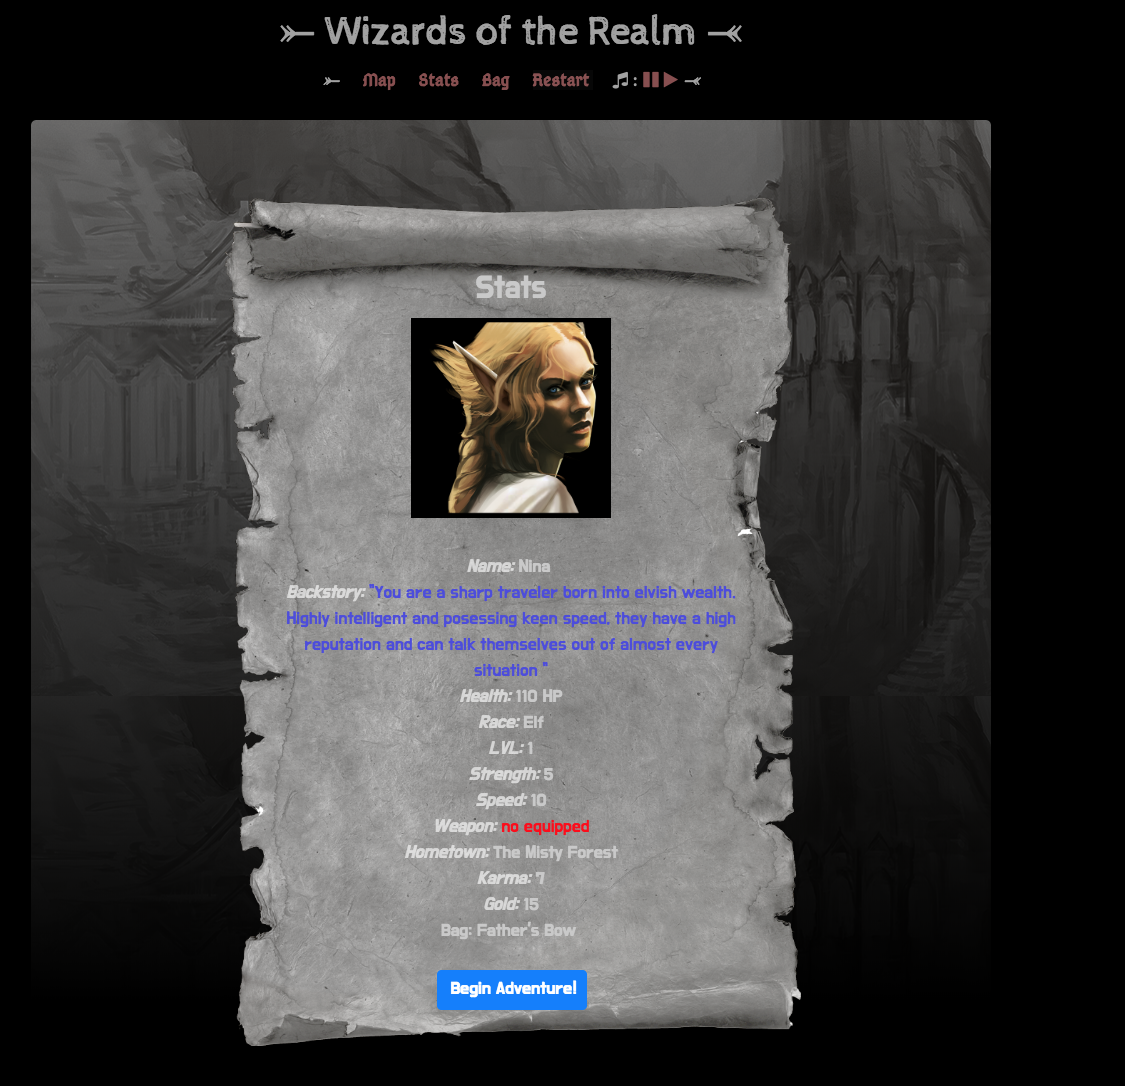 Wizards of the Realm
Map Stats Bag Restart :
Stats
Name: Nina
Backstory: "You are a sharp traveler born into elvish wealth.
Highly intelligent and posessing keen speed, they have a high
reputation and can talk themselves out of almost every
situation "
Health: 110 HP
Race: Elf
LVL: 1
Strength: 5
Speed: 10
Weapon: no equipped
Hometown: The Misty Forest
Karma: 7
Gold: 15
Bag: Father's Bow
Begin Adventure!